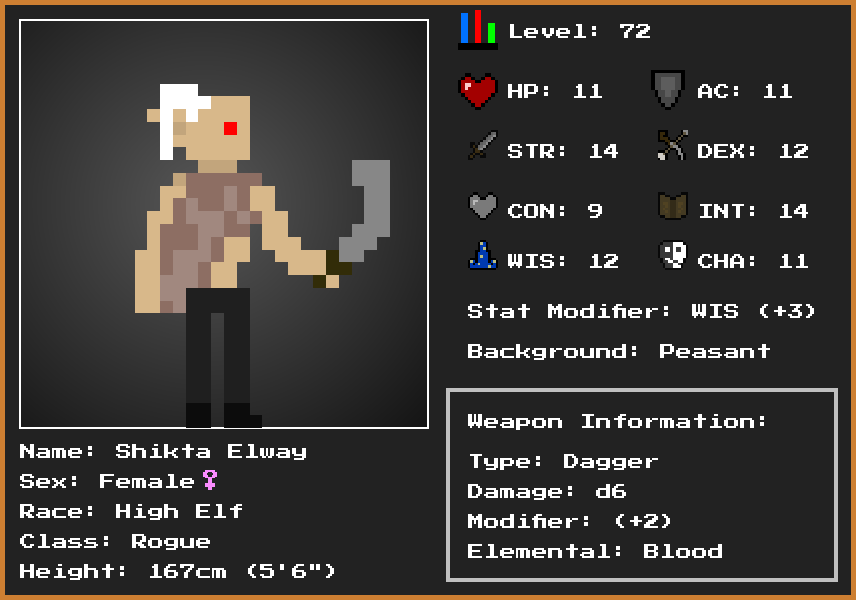 Level: 72
HP: 11 AC: 11
STR: 14 DEX: 12
CON: 9 INT: 14
WIS: 12 CHA: 11
Stat Modifier: WIS (+3)
Background: Peasant
Weapon Information:
Type: Dagger
Damage: d6
Modifier: (+2)
Elemental: Blood
Name: Shikta Elway
Sex: Female♀
Race: High Elf
Class: Rogue
Height: 167cm (5'6")